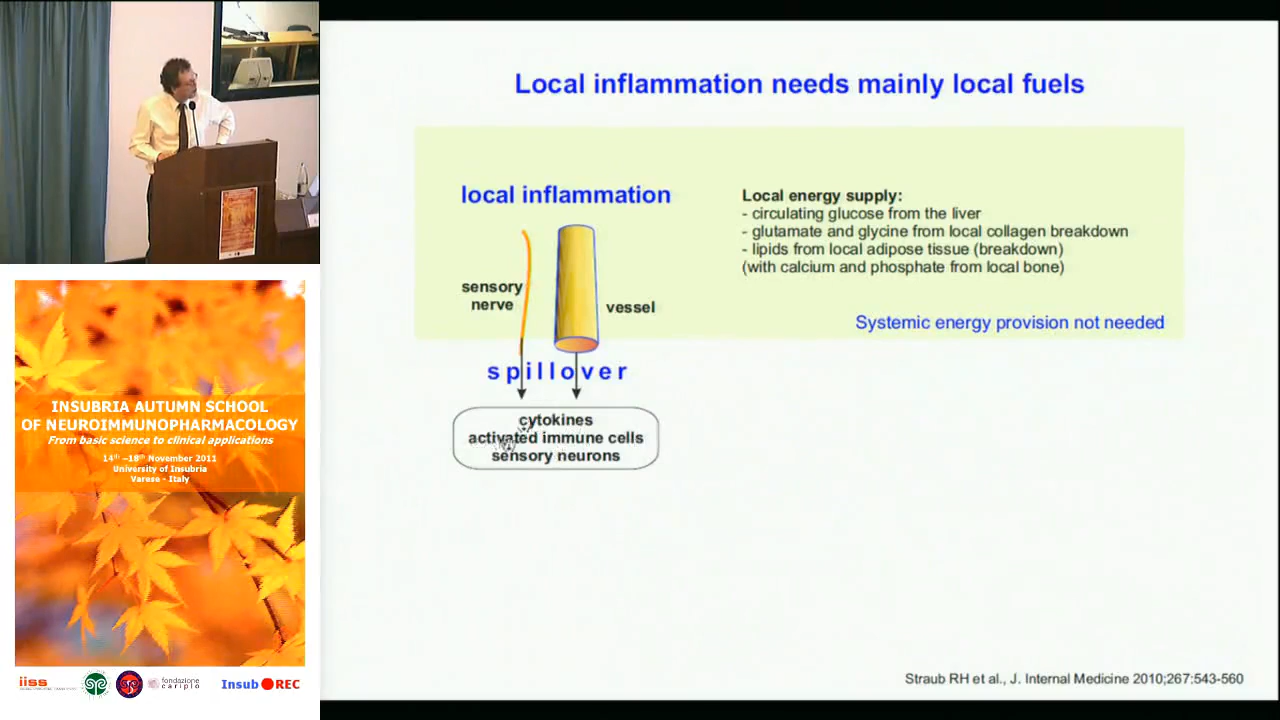 Local inflammation needs mainly local fuels
local inflammation
sensory
nerve
vessel
Local energy supply:
- circulating glucose from the liver
- glutamate and glycine from local collagen breakdown
- lipids from local adipose tissue (breakdown)
(with calcium and phosphate from local bone)
Systemic energy provision not needed
spillover
cytokines
activated immune cells
sensory neurons
Straub RH et al., J. Internal Medicine 2010;267:543-560
INSUBRIA AUTUMN SCHOOL
OF NEUROIMMUNOPHARMACOLOGY
From basic science to clinical applications
14th –18th November 2011
University of Insubria
Varese - Italy
iiss
fondazione
cariplo
Insub REC